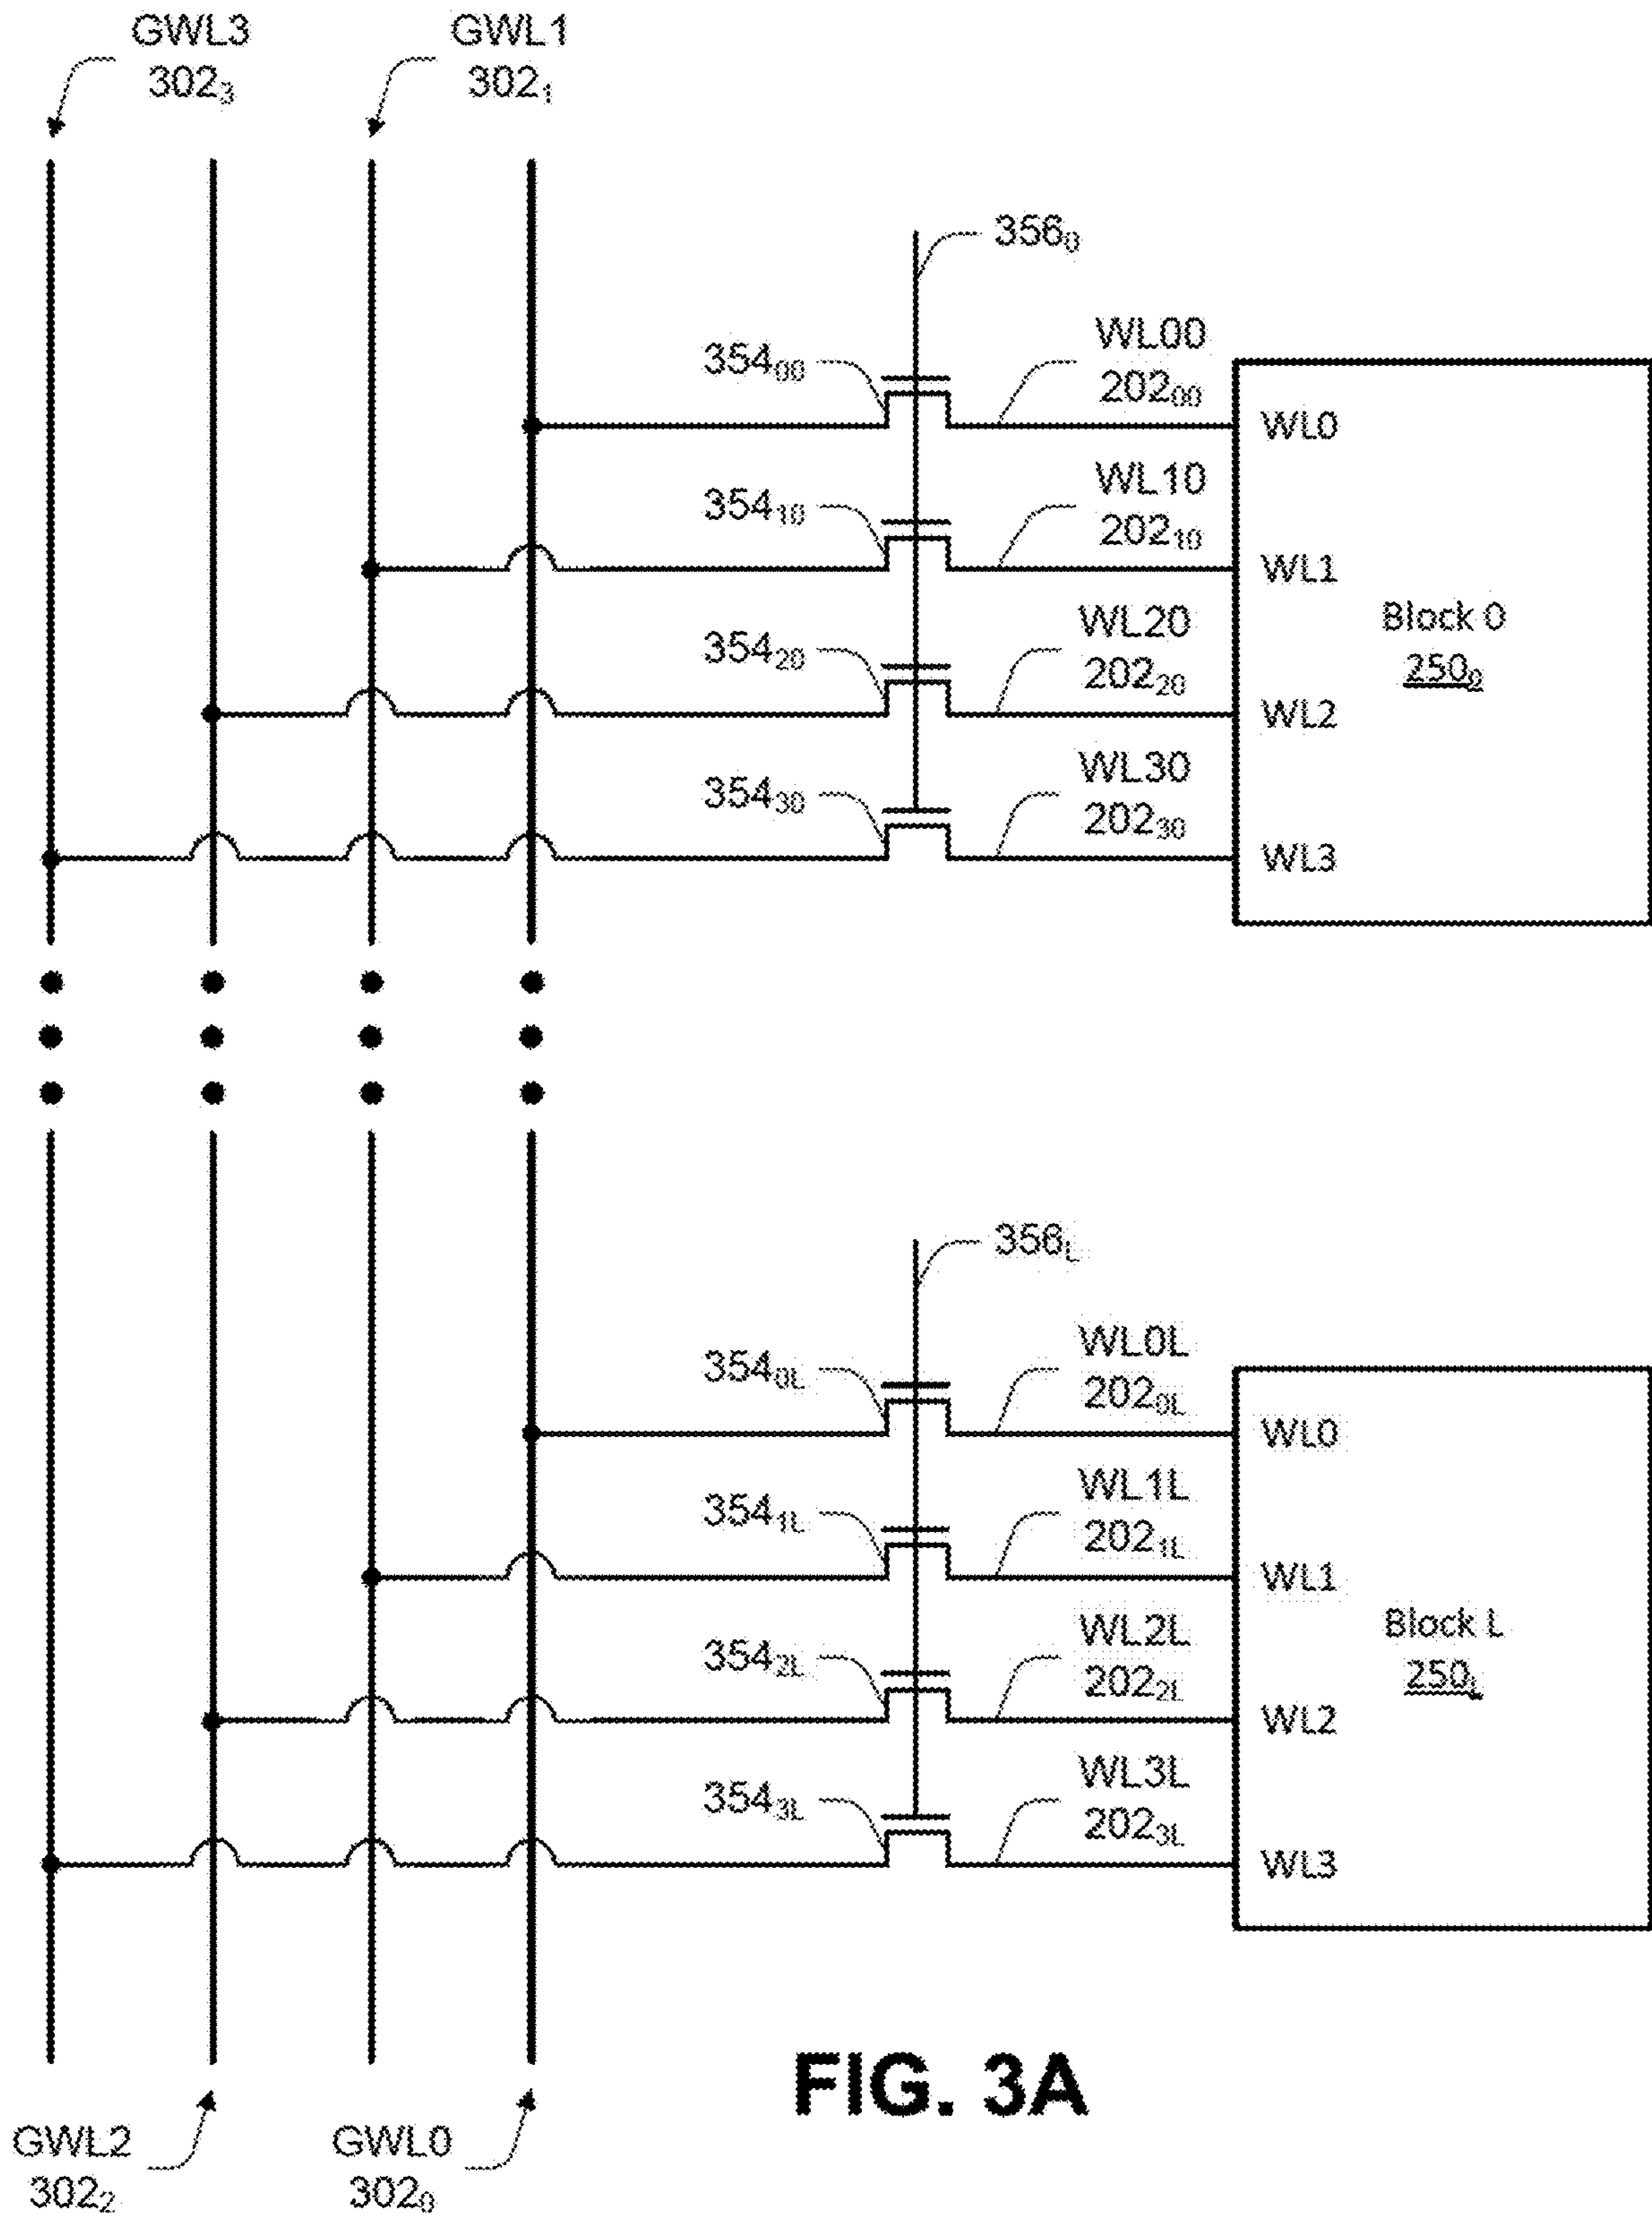 GWL3
302₃
GWL1
302₁
356₀
354₀₀
WL00
202₀₀
WL0
354₁₀
WL10
202₁₀
WL1
Block 0
250₀
354₂₀
WL20
202₂₀
WL2
354₃₀
WL30
202₃₀
WL3
356L
354₀L
WL0L
202₀L
WL0
354₁L
WL1L
202₁L
WL1
Block L
250L
354₂L
WL2L
202₂L
WL2
354₃L
WL3L
202₃L
WL3
FIG. 3A
GWL2
302₂
GWL0
302₀